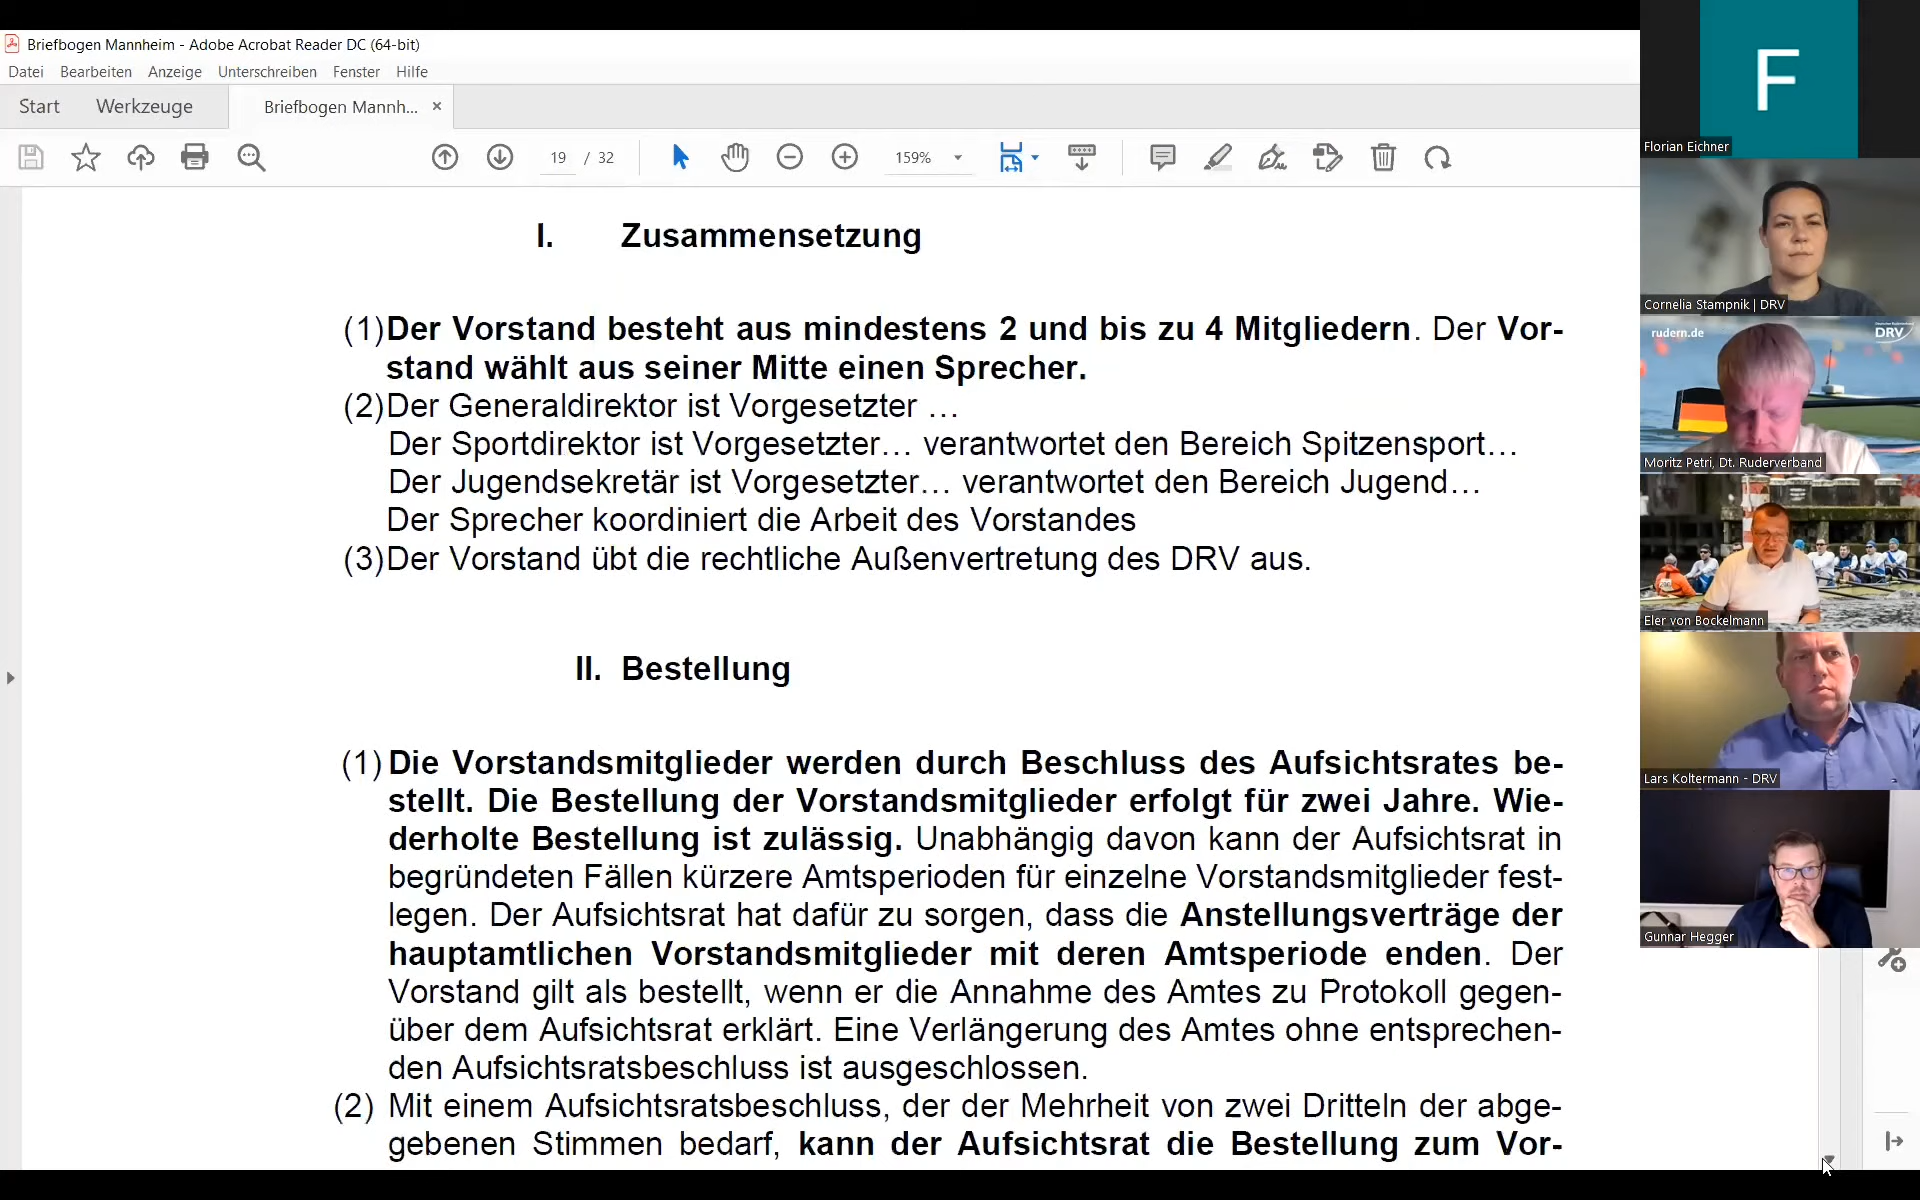 Briefbogen Mannheim - Adobe Acrobat Reader DC (64-bit)
Datei Bearbeiten Anzeige Unterschreiben Fenster Hilfe
Start Werkzeuge Briefbogen Mannh... ×
19 / 32 159%
I. Zusammensetzung
(1)Der Vorstand besteht aus mindestens 2 und bis zu 4 Mitgliedern. Der Vor-
stand wählt aus seiner Mitte einen Sprecher.
(2)Der Generaldirektor ist Vorgesetzter …
Der Sportdirektor ist Vorgesetzter… verantwortet den Bereich Spitzensport…
Der Jugendsekretär ist Vorgesetzter… verantwortet den Bereich Jugend…
Der Sprecher koordiniert die Arbeit des Vorstandes
(3)Der Vorstand übt die rechtliche Außenvertretung des DRV aus.
II. Bestellung
(1) Die Vorstandsmitglieder werden durch Beschluss des Aufsichtsrates be-
stellt. Die Bestellung der Vorstandsmitglieder erfolgt für zwei Jahre. Wie-
derholte Bestellung ist zulässig. Unabhängig davon kann der Aufsichtsrat in
begründeten Fällen kürzere Amtsperioden für einzelne Vorstandsmitglieder fest-
legen. Der Aufsichtsrat hat dafür zu sorgen, dass die Anstellungsverträge der
hauptamtlichen Vorstandsmitglieder mit deren Amtsperiode enden. Der
Vorstand gilt als bestellt, wenn er die Annahme des Amtes zu Protokoll gegen-
über dem Aufsichtsrat erklärt. Eine Verlängerung des Amtes ohne entsprechen-
den Aufsichtsratsbeschluss ist ausgeschlossen.
(2) Mit einem Aufsichtsratsbeschluss, der der Mehrheit von zwei Dritteln der abge-
gebenen Stimmen bedarf, kann der Aufsichtsrat die Bestellung zum Vor-
F
Florian Eichner
Cornelia Stampnik | DRV
rudern.de
DRV
Moritz Petri, Dt. Ruderverband
Eler von Bockelmann
Lars Koltermann - DRV
Gunnar Hegger